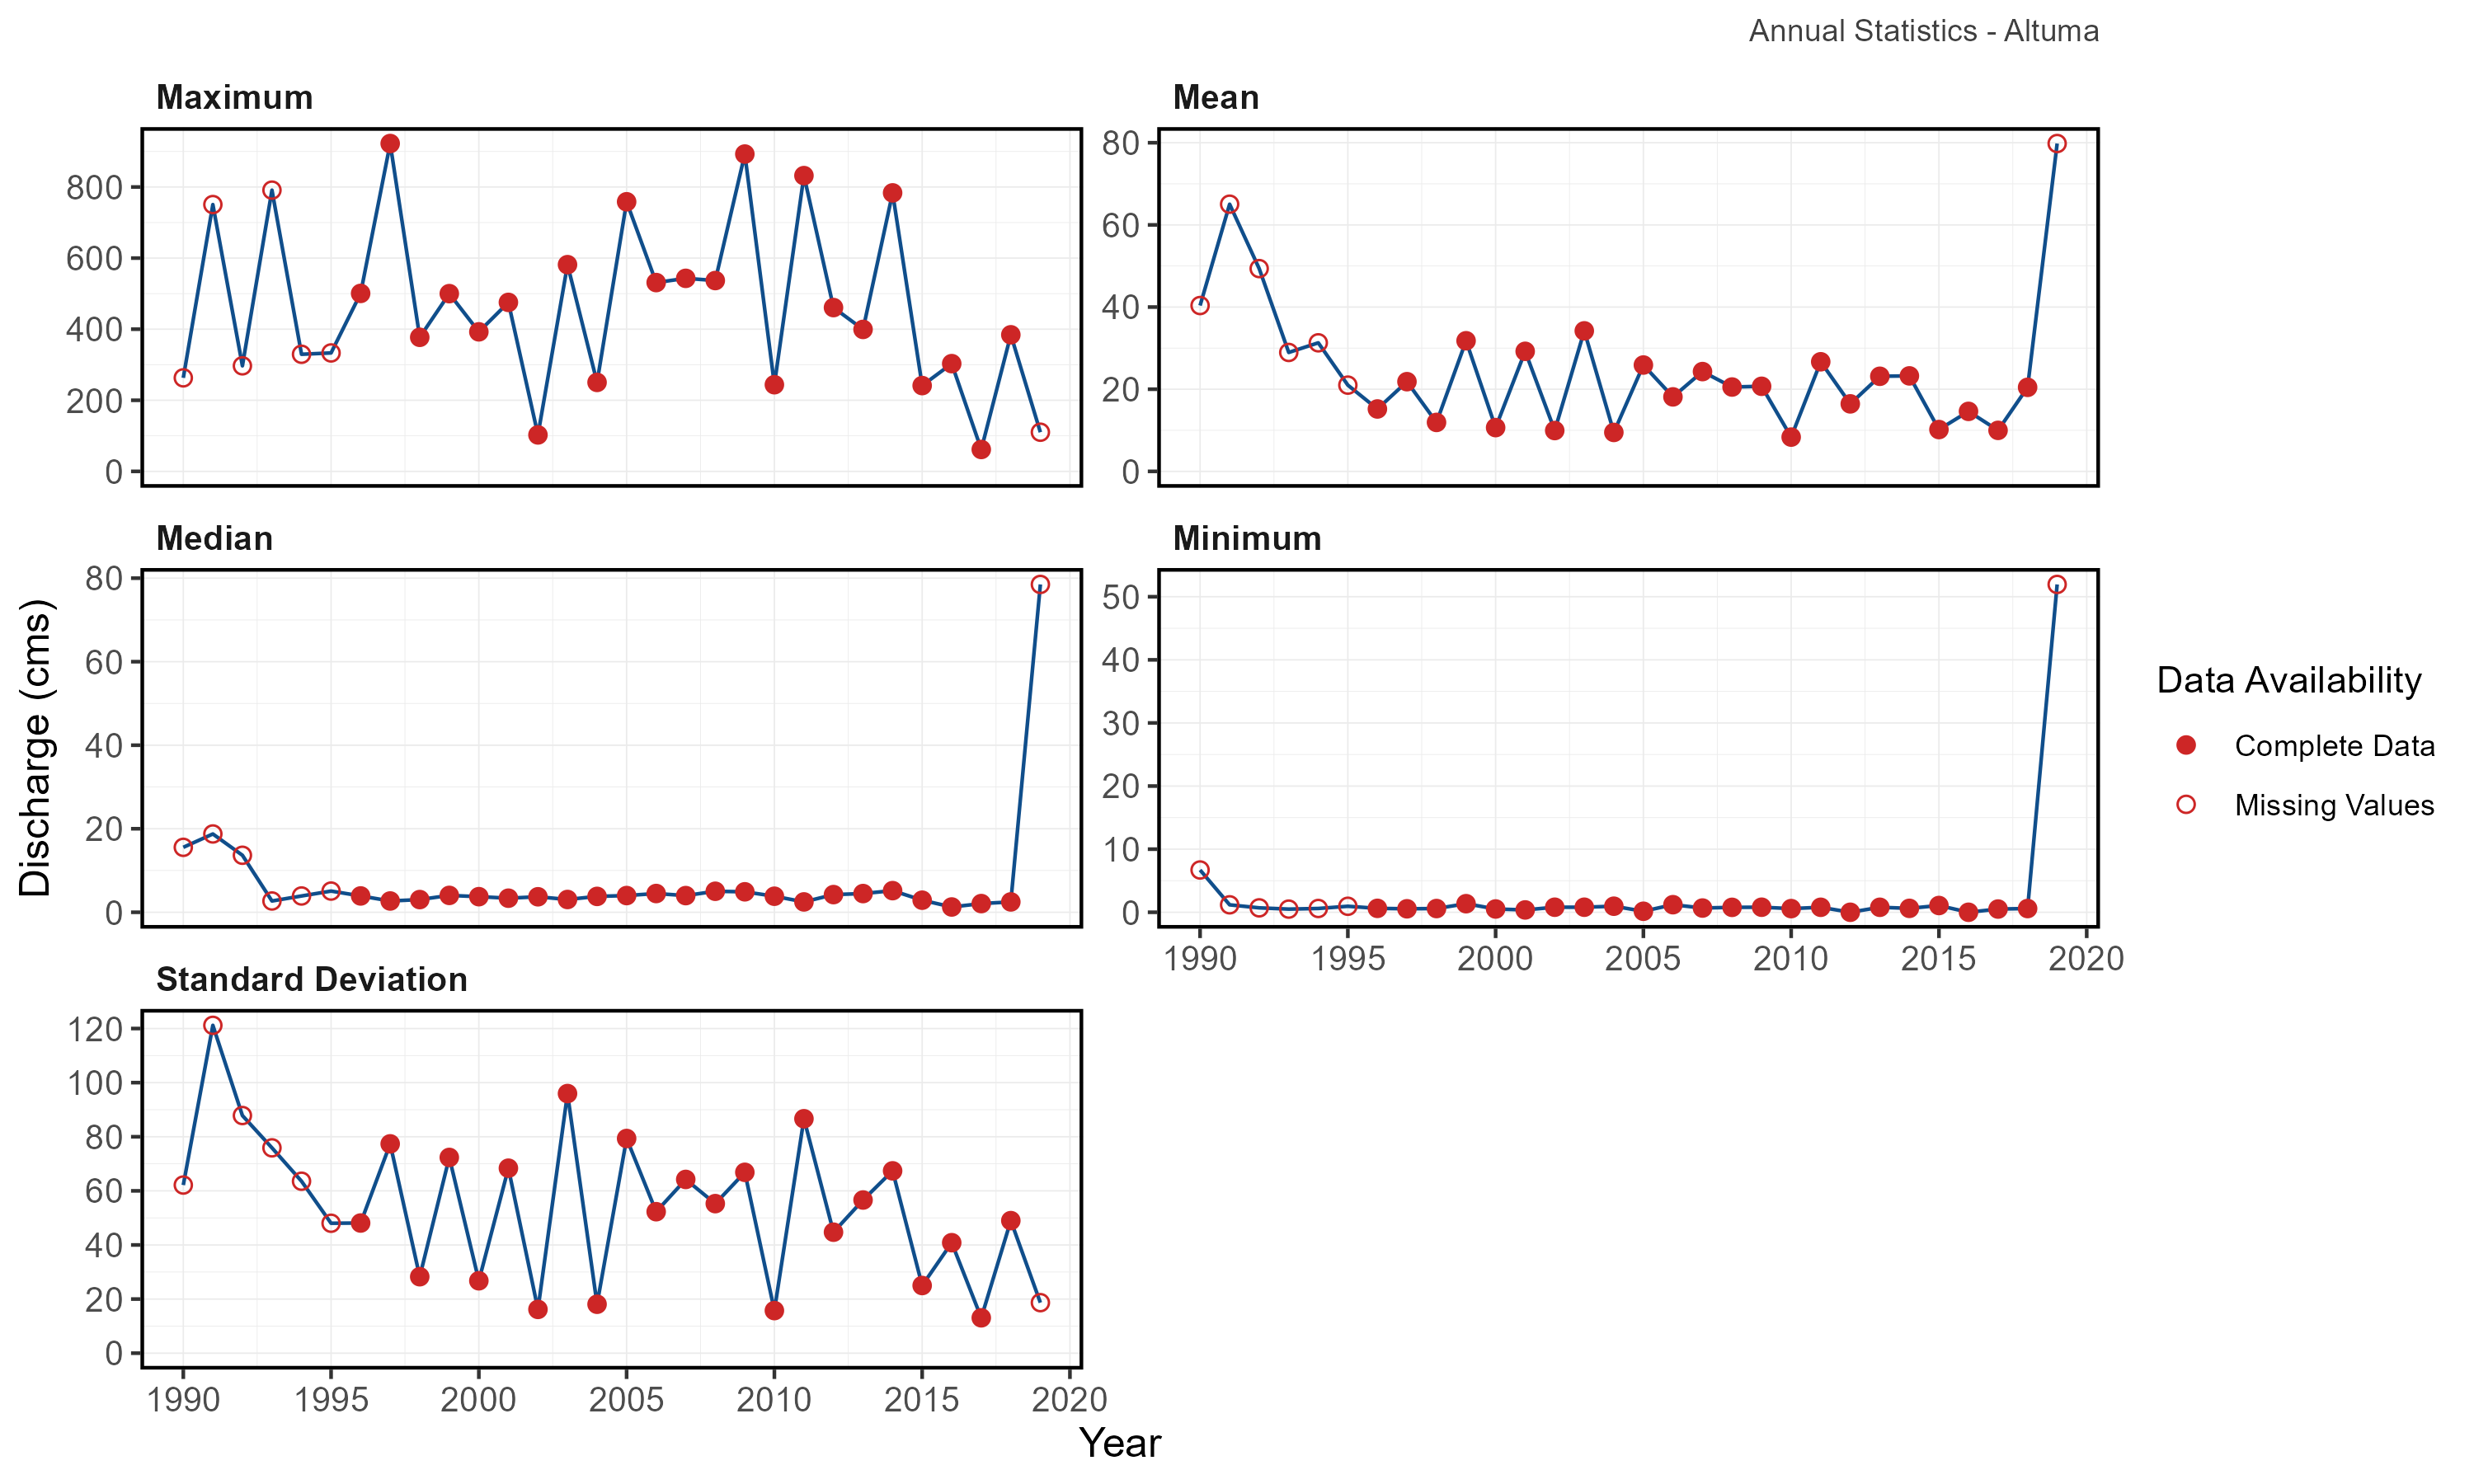 Annual Statistics - Altuma
Maximum
800
600
400
200
0
Mean
80
60
40
20
0
Discharge (cms)
Median
80
60
40
20
0
Minimum
50
40
30
20
10
0
1990 1995 2000 2005 2010 2015 2020
Standard Deviation
120
100
80
60
40
20
0
1990 1995 2000 2005 2010 2015 2020
Year
Data Availability
Complete Data
Missing Values